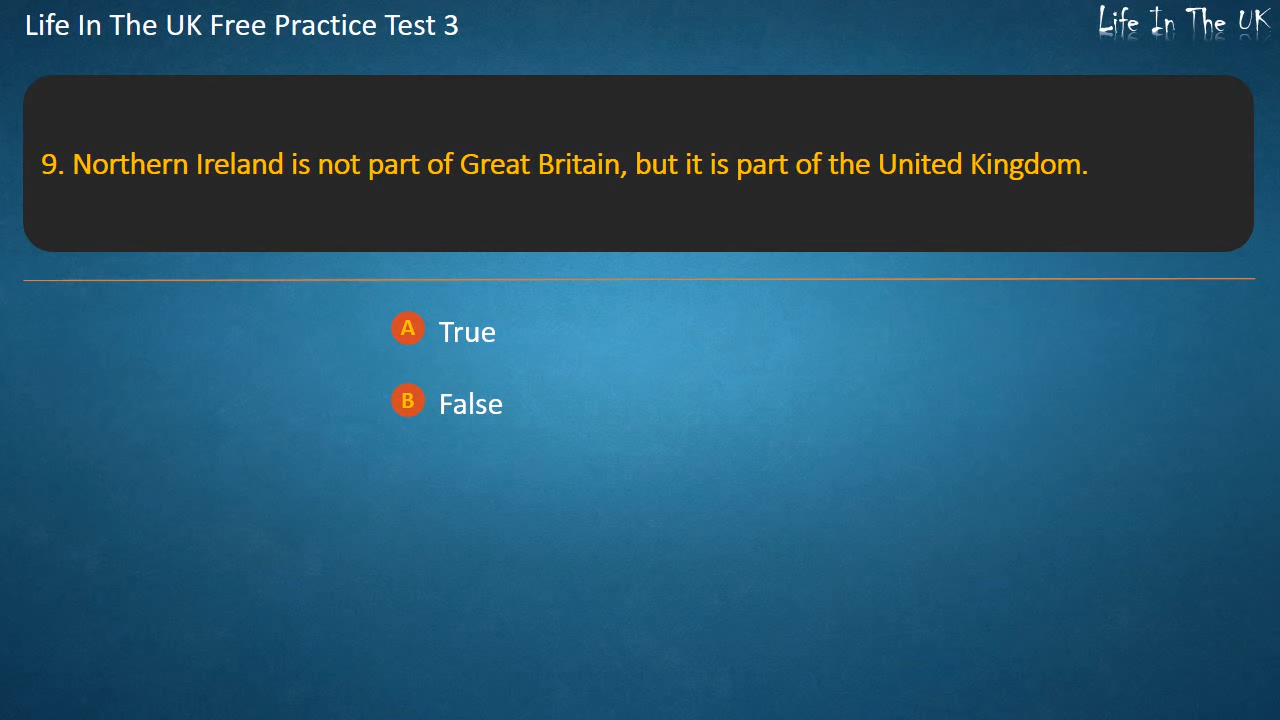 Life In The UK Free Practice Test 3
Life In The UK
9. Northern Ireland is not part of Great Britain, but it is part of the United Kingdom.
A True
B False